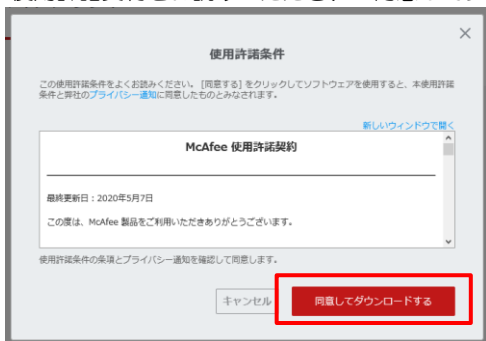 使用許諾条件
この使用許諾条件をよくお読みください。 [同意する] をクリックしてソフトウェアを使用すると、本使用許諾
条件と弊社のプライバシー通知に同意したものとみなされます。
新しいウィンドウで開く
McAfee 使用許諾契約
最終更新日：2020年5月7日
この度は、McAfee 製品をご利用いただきありがとうございます。
使用許諾条件の条項とプライバシー通知を確認して同意します。
キャンセル
同意してダウンロードする